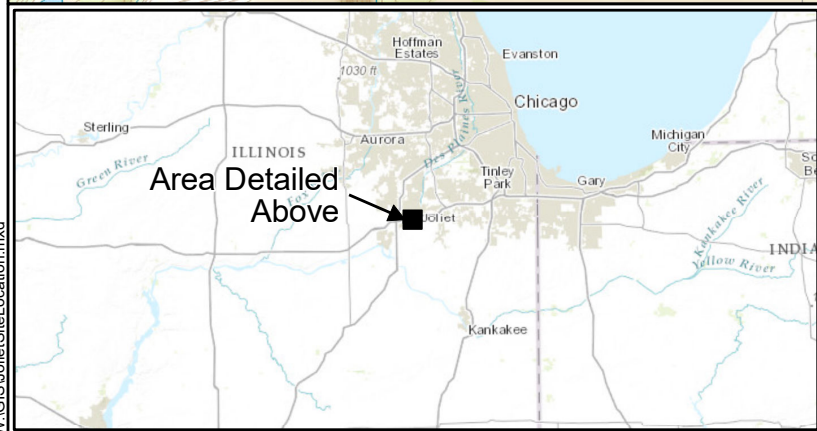 Hoffman
Estates
Evanston
1030 ft
Des Plaines River
Chicago
Sterling
Aurora
Michigan
City
Green River
ILLINOIS
Tinley
Park
Gary
Area Detailed
Above
Fox
Joliet
Kankakee River
INDIA
Yellow River
Kankakee